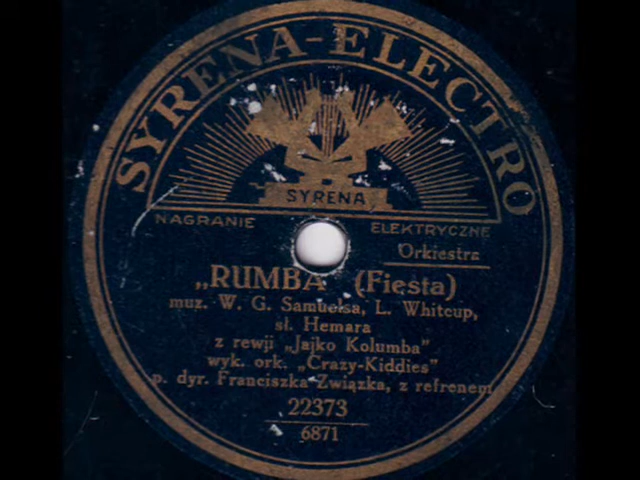 SYRENA-ELECTRO
SYRENA
NAGRANIE ELEKTRYCZNE
Orkiestra
„RUMBA (Fiesta)
muz. W. G. Samuelsa, L. Whitcup,
sł. Hemara
z rewji „Jajko Kolumba"
wyk. ork. „Crazy-Kiddies"
p. dyr. Franciszka Związka, z refrenem
22373
6871